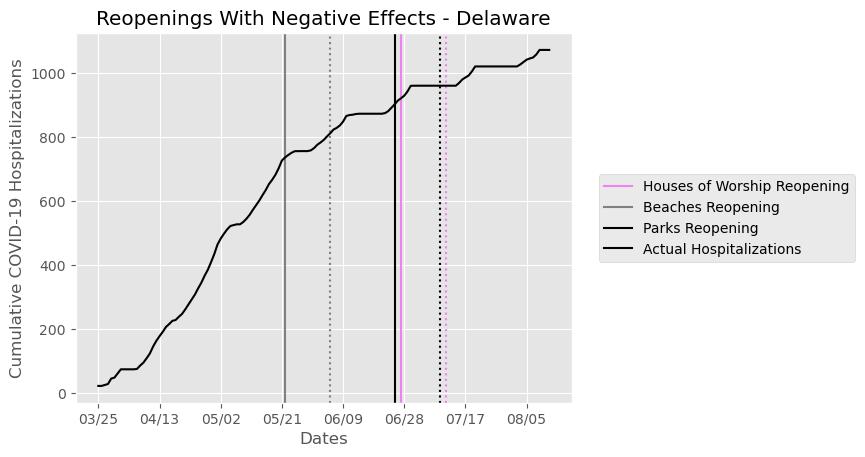 Reopenings With Negative Effects - Delaware
Cumulative COVID-19 Hospitalizations
1000
800
600
400
200
0
03/25 04/13 05/02 05/21 06/09 06/28 07/17 08/05
Dates
Houses of Worship Reopening
Beaches Reopening
Parks Reopening
Actual Hospitalizations